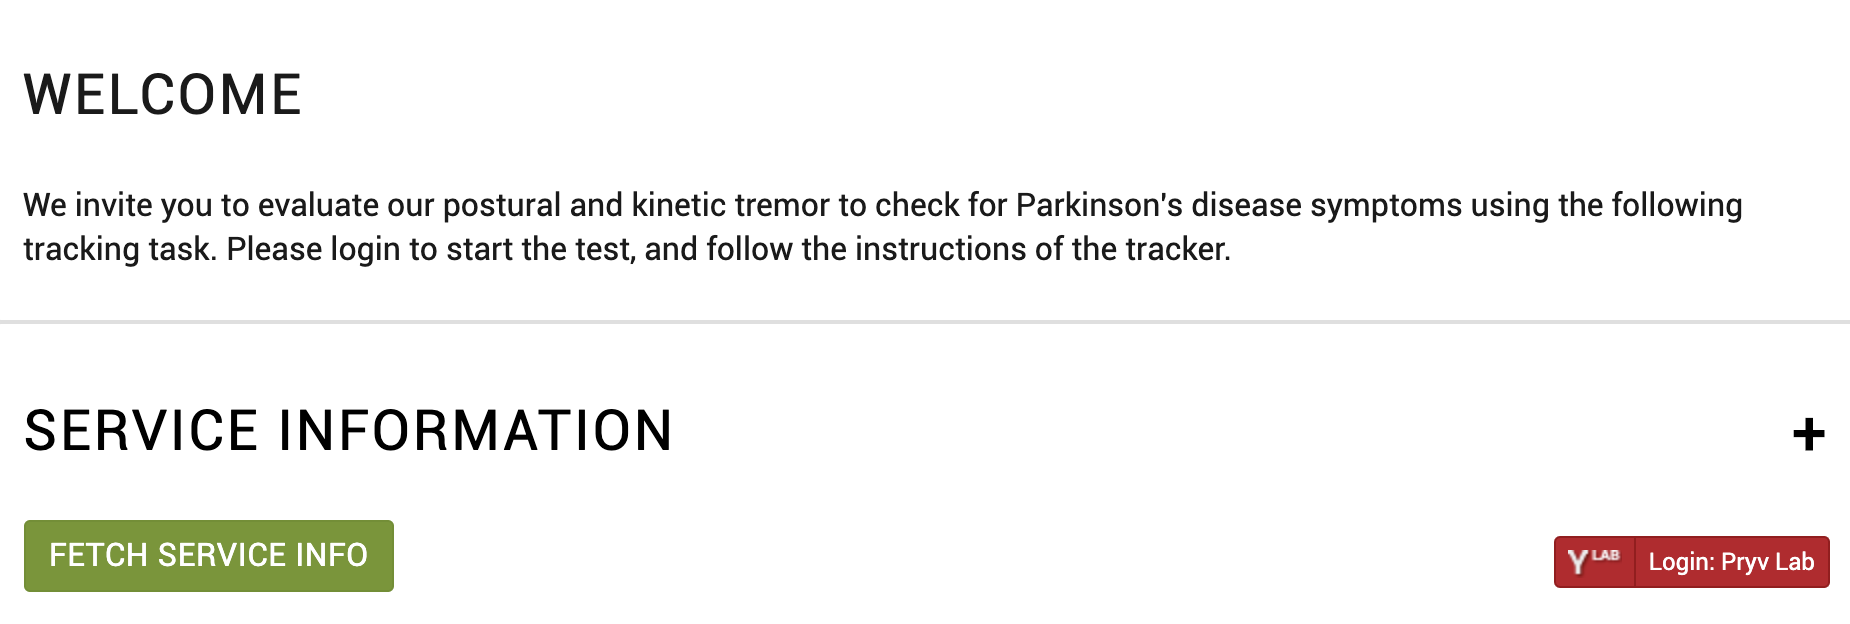 WELCOME
We invite you to evaluate our postural and kinetic tremor to check for Parkinson's disease symptoms using the following
tracking task. Please login to start the test, and follow the instructions of the tracker.
SERVICE INFORMATION
+
FETCH SERVICE INFO
Y LAB Login: Pryv Lab